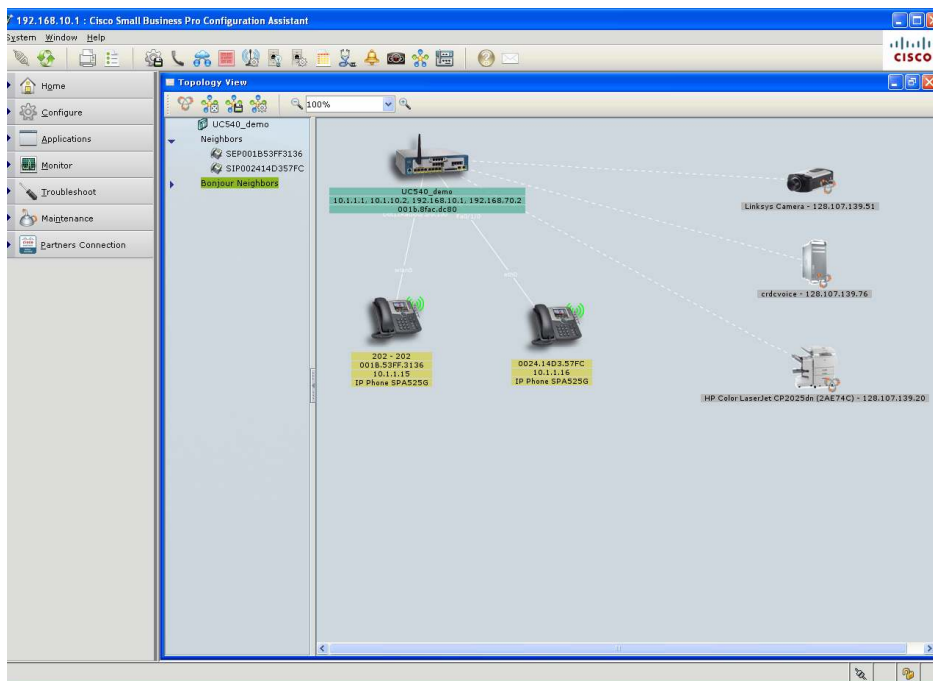 192.168.10.1 : Cisco Small Business Pro Configuration Assistant
System Window Help
CISCO
Home
Configure
Applications
Monitor
Troubleshoot
Maintenance
Partners Connection
Topology View
100%
UC540_demo
Neighbors
SEP001B53FF3136
SIP002414D357FC
Bonjour Neighbors
UC540_demo
10.1.1.1, 10.1.10.2, 192.168.10.1, 192.168.70.2
001b.8fac.dc80
Linksys Camera - 128.107.139.51
crdcvoice - 128.107.139.76
202 - 202
001B.53FF.3136
10.1.1.15
IP Phone SPA525G
0024.14D3.57FC
10.1.1.16
IP Phone SPA525G
HP Color LaserJet CP2025dn (2AE74C) - 128.107.139.20